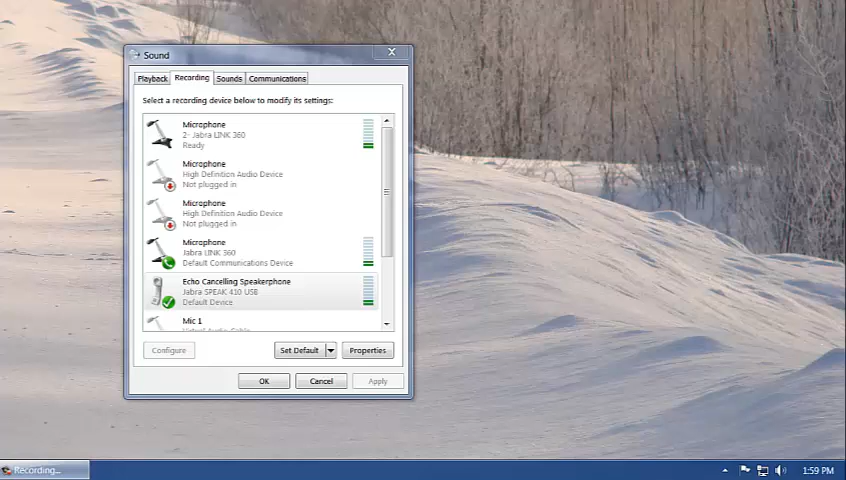 Sound
Playback
Recording
Sounds
Communications
Select a recording device below to modify its settings:
Microphone
2- Jabra LINK 360
Ready
Microphone
High Definition Audio Device
Not plugged in
Microphone
High Definition Audio Device
Not plugged in
Microphone
Jabra LINK 360
Default Communications Device
Echo Cancelling Speakerphone
Jabra SPEAK 410 USB
Default Device
Mic 1
Virtual Audio Cable
Configure
Set Default
Properties
OK
Cancel
Apply
Recording...
1:59 PM